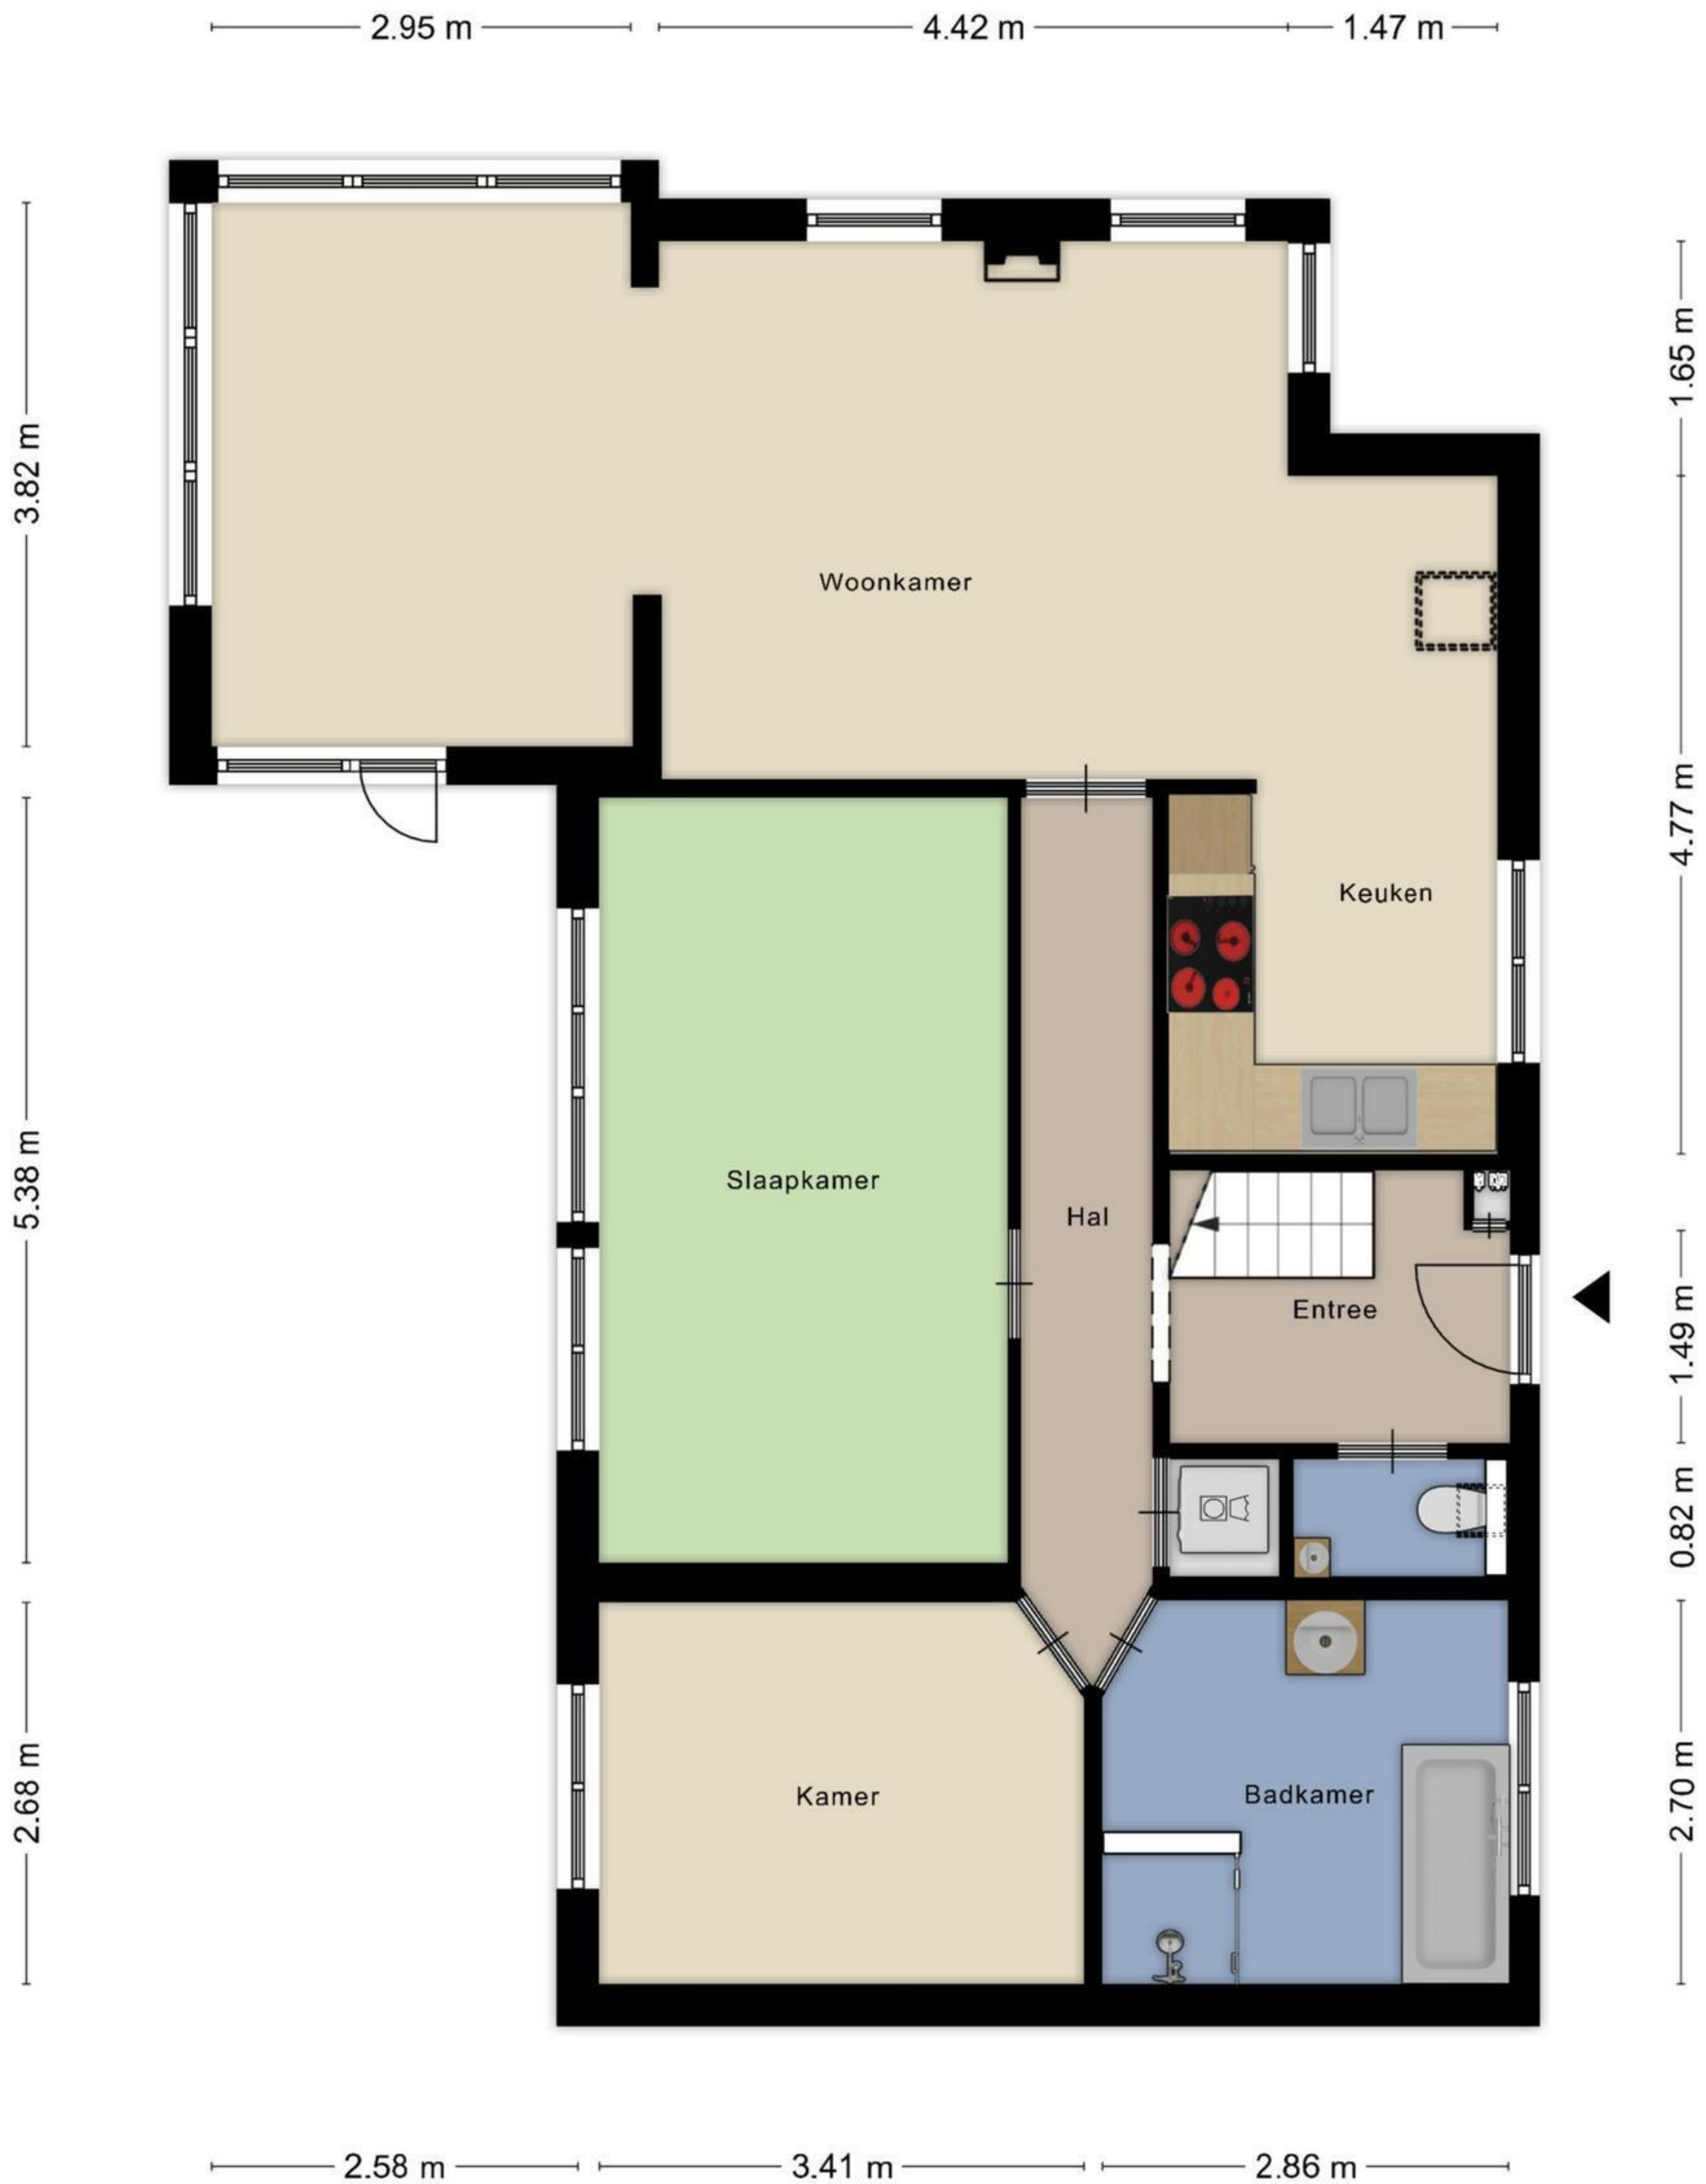 2.95 m
4.42 m
1.47 m
3.82 m
1.65 m
Woonkamer
4.77 m
Keuken
5.38 m
Slaapkamer
Hal
Entree
1.49 m
0.82 m
2.68 m
Kamer
Badkamer
2.70 m
2.58 m
3.41 m
2.86 m